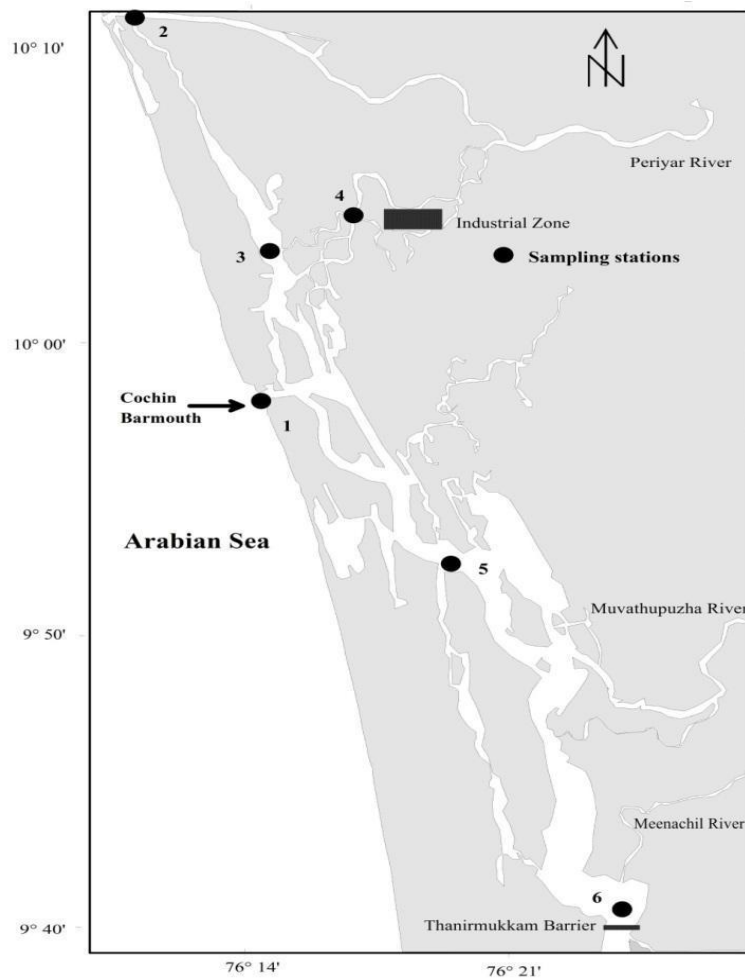 2
10° 10'
N
Periyar River
4
Industrial Zone
3
Sampling stations
10° 00'
Cochin
Barmouth
1
Arabian Sea
5
Muvathupuzha River
9° 50'
Meenachil River
6
Thanirmukkam Barrier
9° 40'
76° 14'
76° 21'